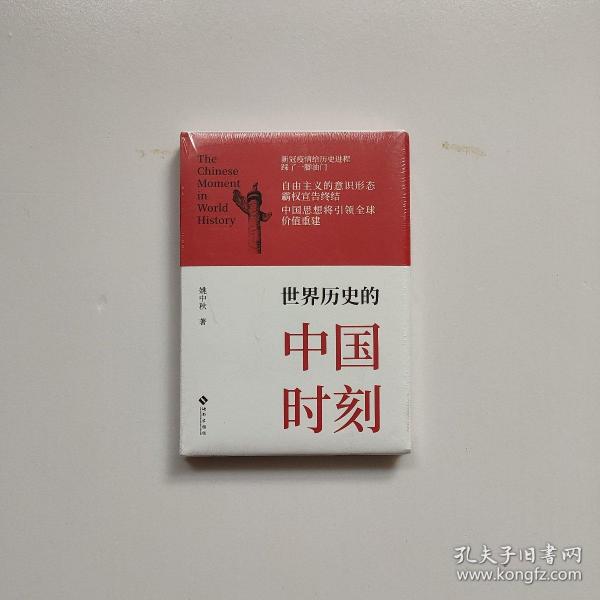 The
Chinese
Moment
in
World
History
新冠疫情给历史进程
踩了一脚油门
自由主义的意识形态
霸权宣告终结
中国思想将引领全球
价值重建
世界历史的
中国
时刻
姚中秋 著
孔夫子旧书网
www.kongfz.com